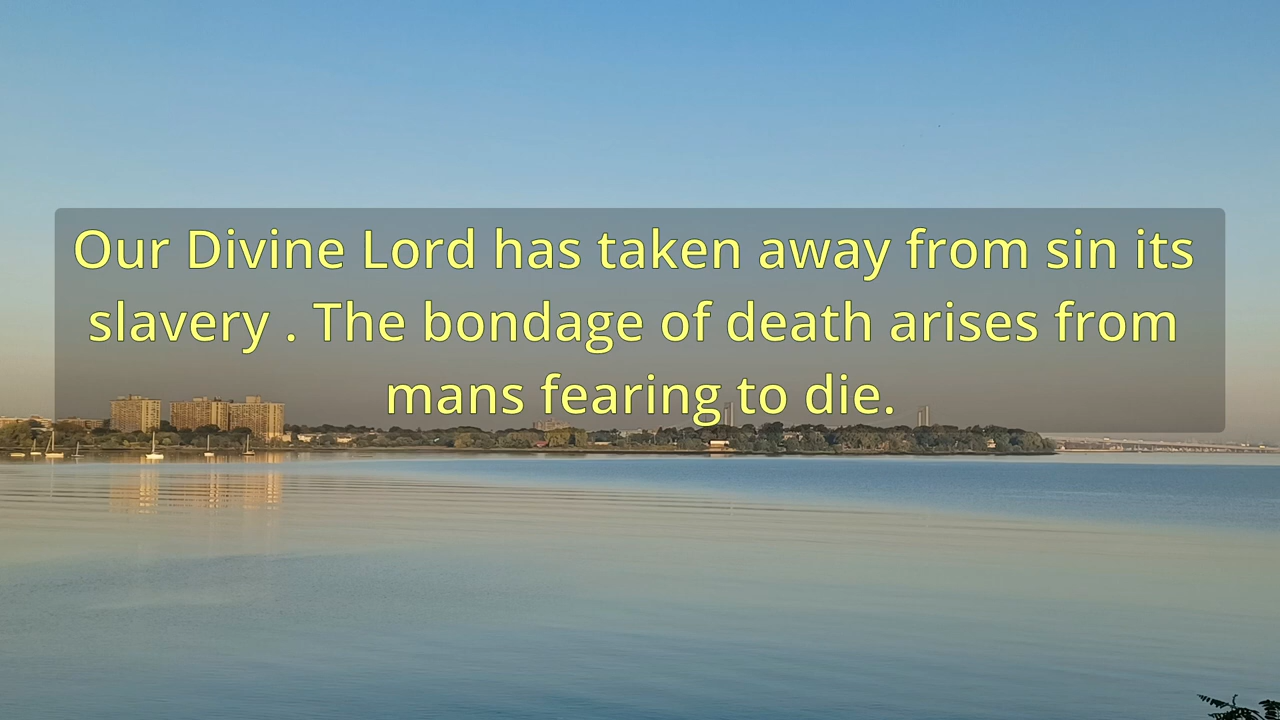 Our Divine Lord has taken away from sin its
slavery . The bondage of death arises from
mans fearing to die.